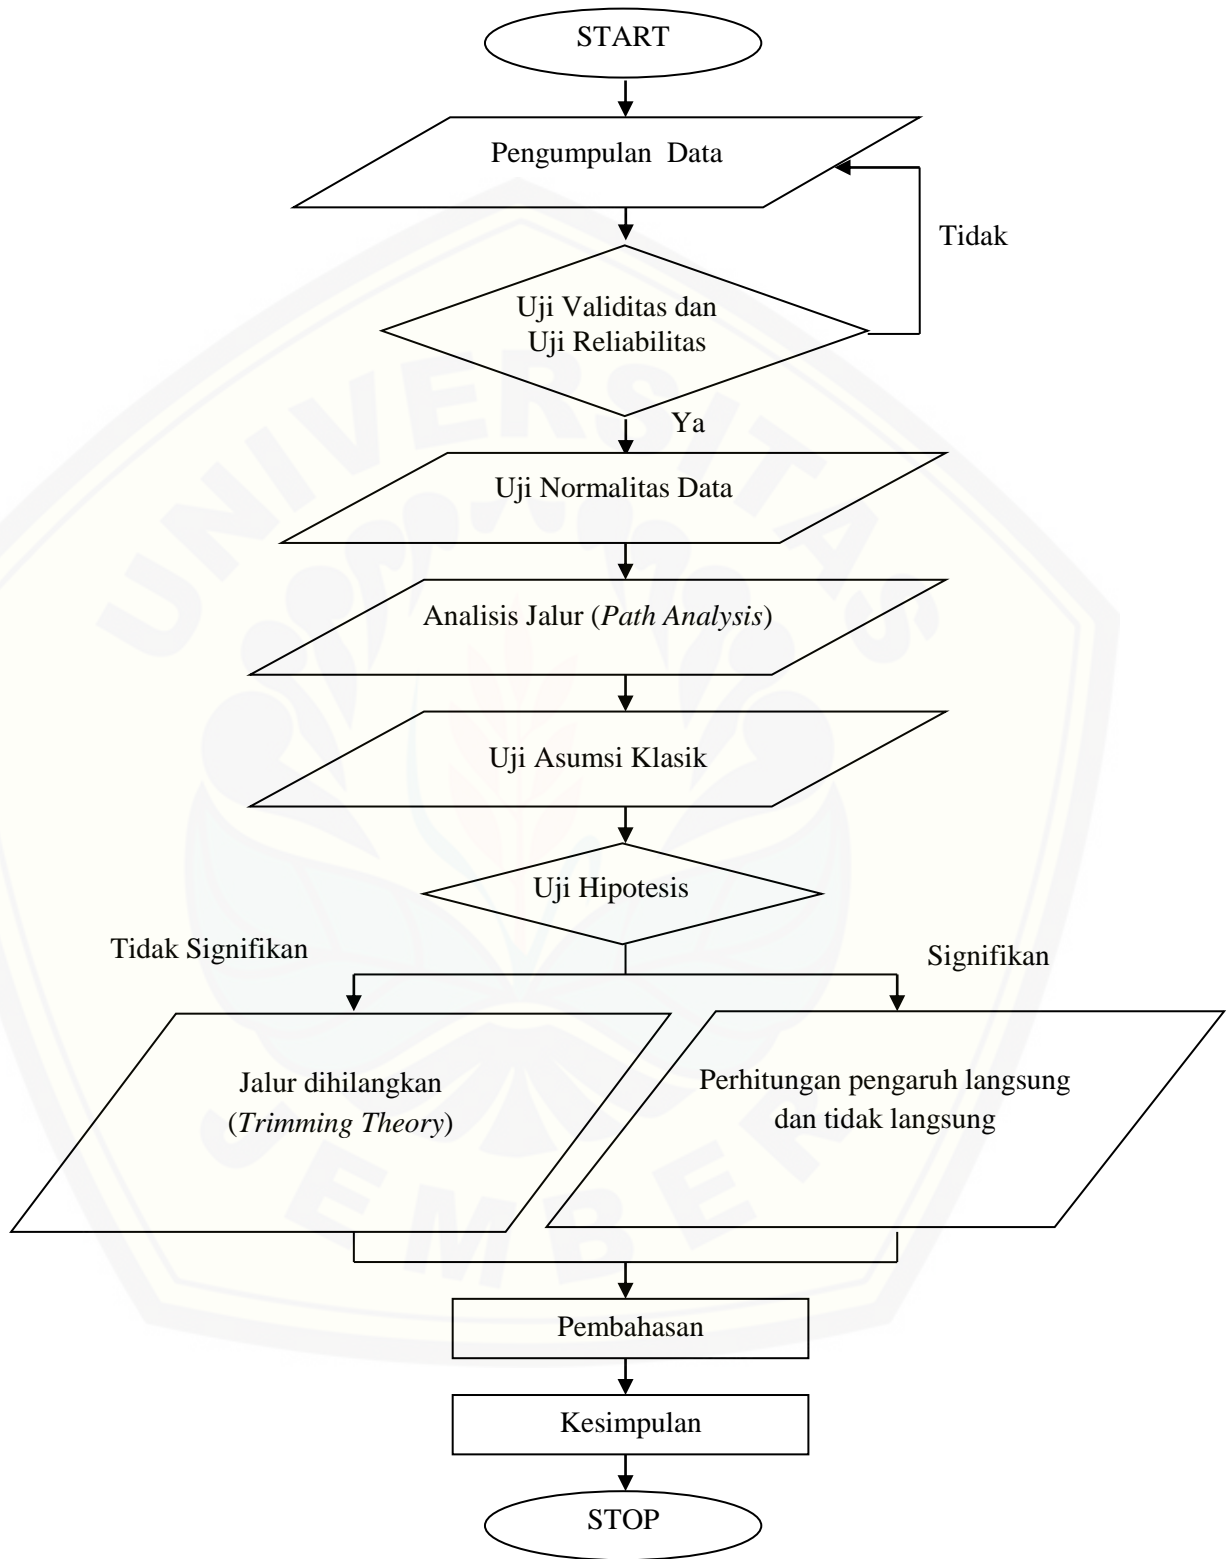 START
Pengumpulan Data
Tidak
Uji Validitas dan
Uji Reliabilitas
Ya
Uji Normalitas Data
Analisis Jalur (Path Analysis)
Uji Asumsi Klasik
Uji Hipotesis
Tidak Signifikan
Signifikan
Jalur dihilangkan
(Trimming Theory)
Perhitungan pengaruh langsung
dan tidak langsung
Pembahasan
Kesimpulan
STOP
UNIVERSITAS
JEMBER